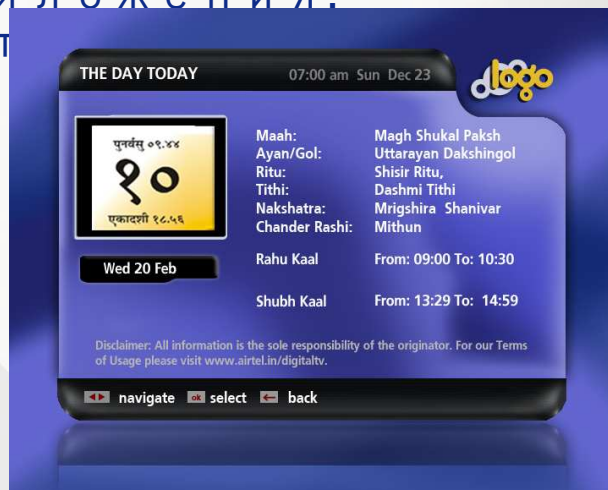 THE DAY TODAY
07:00 am Sun Dec 23
logo
पुनर्वसु ०९.४४
१०
एकादशी १८.५६
Wed 20 Feb
Maah: Magh Shukal Paksh
Ayan/Gol: Uttarayan Dakshingol
Ritu: Shisir Ritu,
Tithi: Dashmi Tithi
Nakshatra: Mrigshira Shanivar
Chander Rashi: Mithun
Rahu Kaal From: 09:00 To: 10:30
Shubh Kaal From: 13:29 To: 14:59
Disclaimer: All information is the sole responsibility of the originator. For our Terms
of Usage please visit www.airtel.in/digitaltv.
navigate ok select back